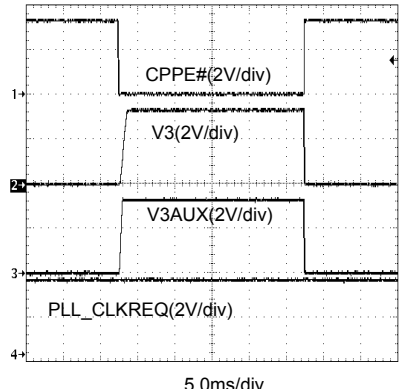 CPPE#(2V/div)
1
V3(2V/div)
2
V3AUX(2V/div)
3
PLL_CLKREQ(2V/div)
4
5.0ms/div